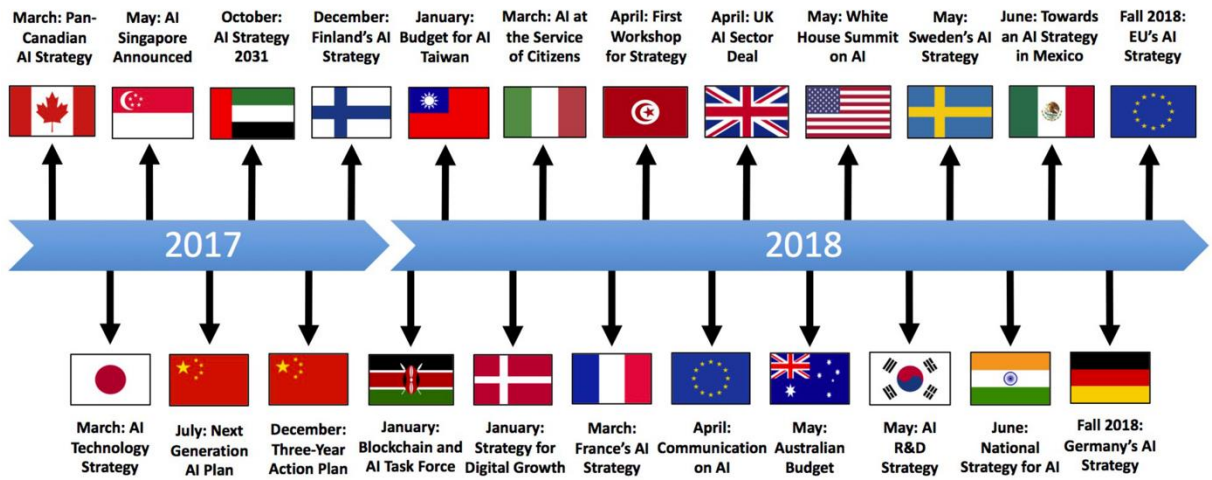 March: Pan-
Canadian
AI Strategy
May: AI
Singapore
Announced
October:
AI Strategy
2031
December:
Finland's AI
Strategy
January:
Budget for AI
Taiwan
March: AI at
the Service
of Citizens
April: First
Workshop
for Strategy
April: UK
AI Sector
Deal
May: White
House Summit
on AI
May:
Sweden's AI
Strategy
June: Towards
an AI Strategy
in Mexico
Fall 2018:
EU's AI
Strategy
2017
2018
March: AI
Technology
Strategy
July: Next
Generation
AI Plan
December:
Three-Year
Action Plan
January:
Blockchain and
AI Task Force
January:
Strategy for
Digital Growth
March:
France's AI
Strategy
April:
Communication
on AI
May:
Australian
Budget
May: AI
R&D
Strategy
June:
National
Strategy for AI
Fall 2018:
Germany's AI
Strategy